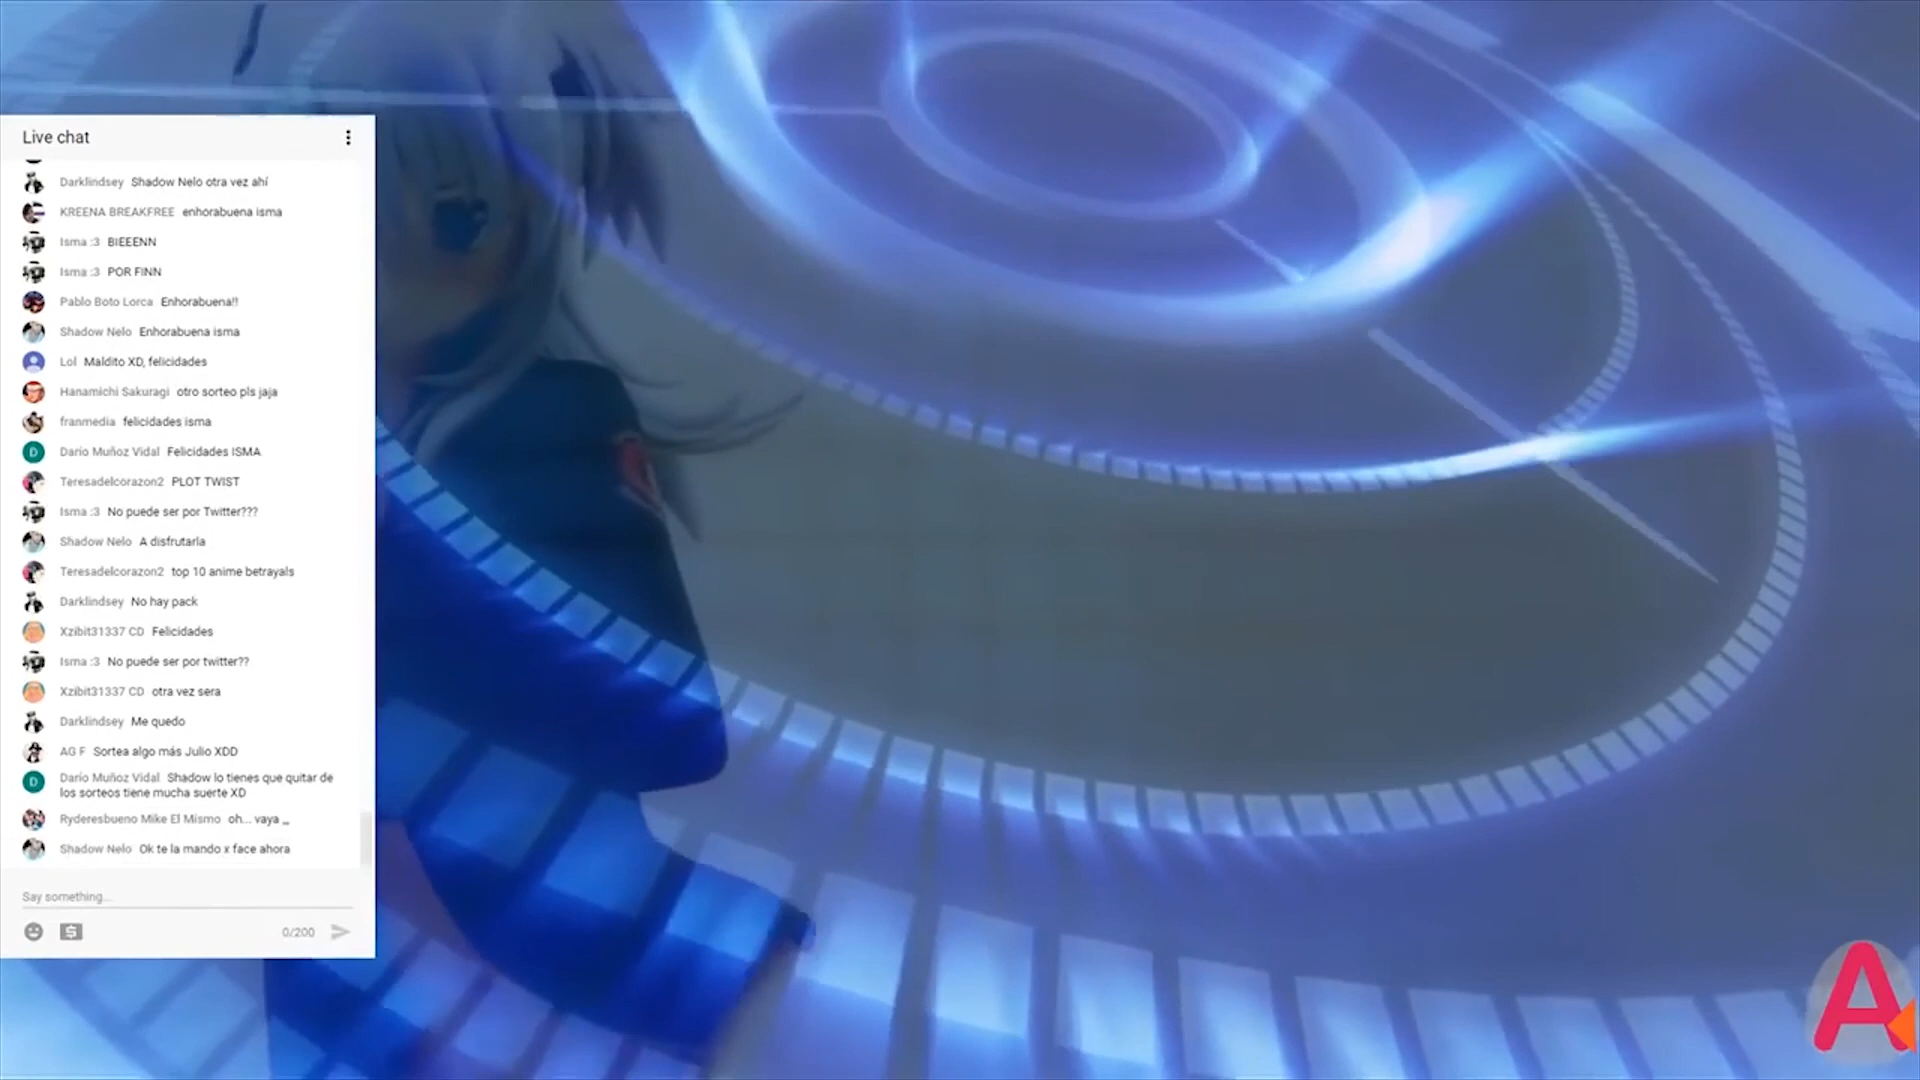 Live chat
Darklindsey Shadow Nelo otra vez ahí
KREENA BREAKFREE enhorabuena isma
Isma :3 BIEEENN
Isma :3 POR FINN
Pablo Boto Lorca Enhorabuena!!
Shadow Nelo Enhorabuena isma
Lol Maldito XD, felicidades
Hanamichi Sakuragi otro sorteo pls jaja
franmedia felicidades isma
D Darío Muñoz Vidal Felicidades ISMA
Teresadelcorazon2 PLOT TWIST
Isma :3 No puede ser por Twitter???
Shadow Nelo A disfrutarla
Teresadelcorazon2 top 10 anime betrayals
Darklindsey No hay pack
Xzibit31337 CD Felicidades
Isma :3 No puede ser por twitter??
Xzibit31337 CD otra vez sera
Darklindsey Me quedo
AG F Sortea algo más Julio XDD
D Darío Muñoz Vidal Shadow lo tienes que quitar de
los sorteos tiene mucha suerte XD
Ryderesbueno Mike El Mismo oh... vaya ,,,
Shadow Nelo Ok te la mando x face ahora
Say something...
$ 0/200
A